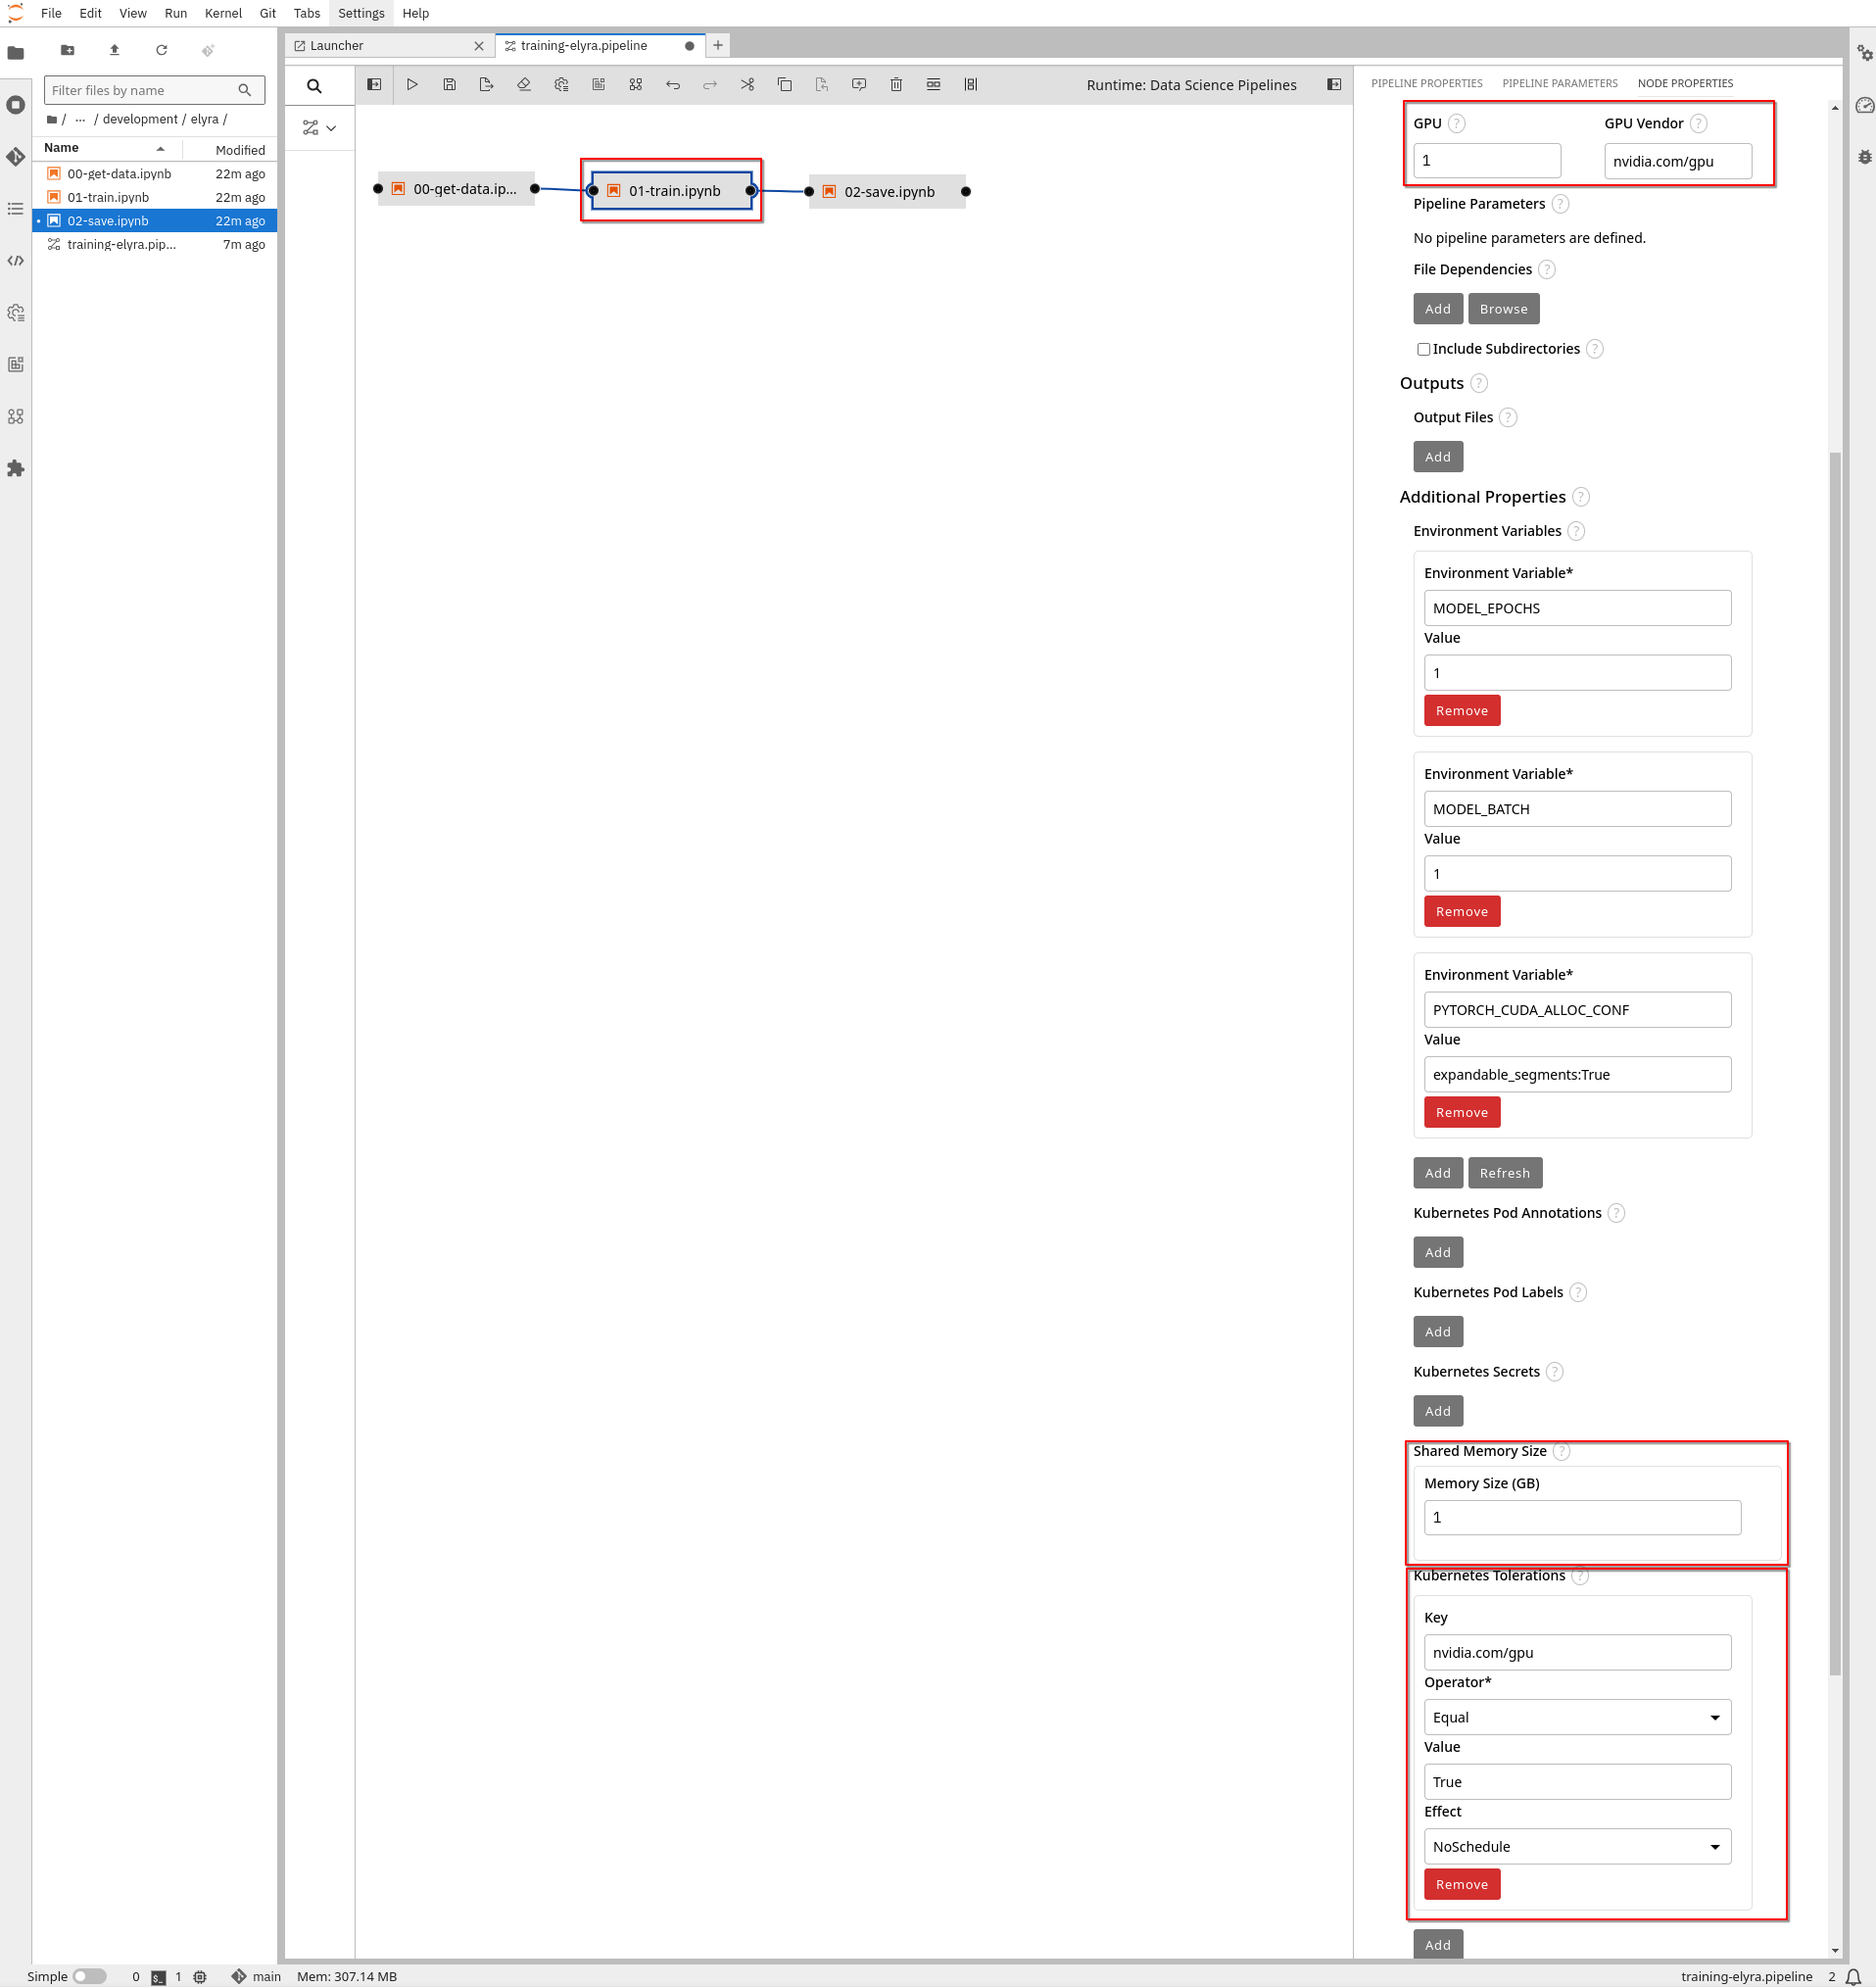 File Edit View Run Kernel Git Tabs Settings Help
Launcher
training-elyra.pipeline
Filter files by name
/ ... / development / elyra /
Name Modified
00-get-data.ipynb 22m ago
01-train.ipynb 22m ago
02-save.ipynb 22m ago
training-elyra.pip... 7m ago
Runtime: Data Science Pipelines
00-get-data.ip...
01-train.ipynb
02-save.ipynb
PIPELINE PROPERTIES PIPELINE PARAMETERS NODE PROPERTIES
GPU ? GPU Vendor ?
1 nvidia.com/gpu
Pipeline Parameters ?
No pipeline parameters are defined.
File Dependencies ?
Add Browse
Include Subdirectories ?
Outputs ?
Output Files ?
Add
Additional Properties ?
Environment Variables ?
Environment Variable*
MODEL_EPOCHS
Value
1
Remove
Environment Variable*
MODEL_BATCH
Value
1
Remove
Environment Variable*
PYTORCH_CUDA_ALLOC_CONF
Value
expandable_segments:True
Remove
Add Refresh
Kubernetes Pod Annotations ?
Add
Kubernetes Pod Labels ?
Add
Kubernetes Secrets ?
Add
Shared Memory Size ?
Memory Size (GB)
1
Kubernetes Tolerations ?
Key
nvidia.com/gpu
Operator*
Equal
Value
True
Effect
NoSchedule
Remove
Add
Simple 0 $_ 1 main Mem: 307.14 MB training-elyra.pipeline 2